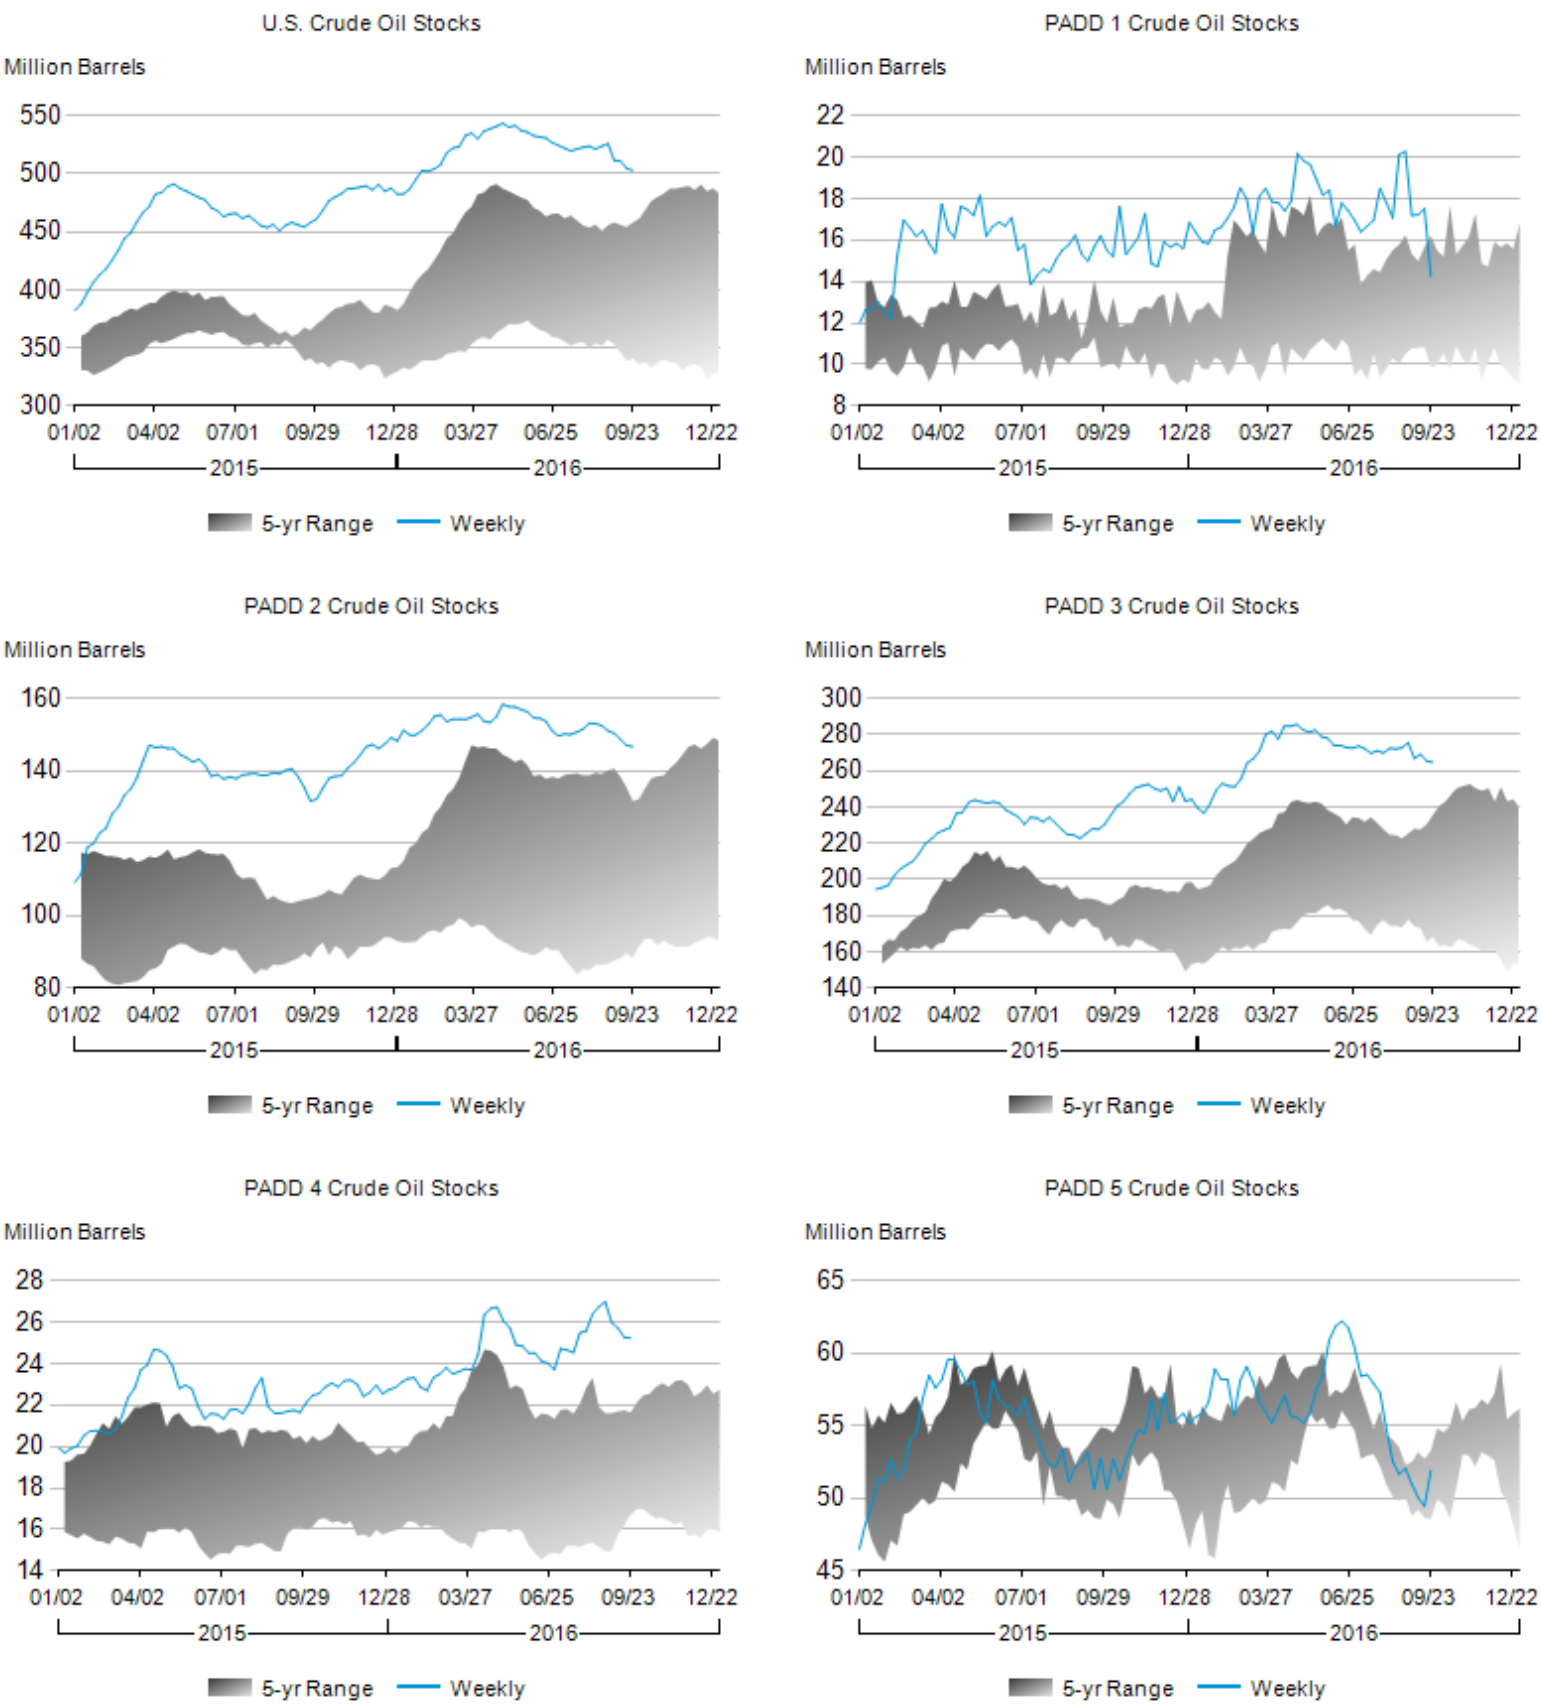 U.S. Crude Oil Stocks
Million Barrels
550
500
450
400
350
300
01/02 04/02 07/01 09/29 12/28 03/27 06/25 09/23 12/22
2015 2016
5-yr Range Weekly
PADD 1 Crude Oil Stocks
Million Barrels
22
20
18
16
14
12
10
8
01/02 04/02 07/01 09/29 12/28 03/27 06/25 09/23 12/22
2015 2016
5-yr Range Weekly
PADD 2 Crude Oil Stocks
Million Barrels
160
140
120
100
80
01/02 04/02 07/01 09/29 12/28 03/27 06/25 09/23 12/22
2015 2016
5-yr Range Weekly
PADD 3 Crude Oil Stocks
Million Barrels
300
280
260
240
220
200
180
160
140
01/02 04/02 07/01 09/29 12/28 03/27 06/25 09/23 12/22
2015 2016
5-yr Range Weekly
PADD 4 Crude Oil Stocks
Million Barrels
28
26
24
22
20
18
16
14
01/02 04/02 07/01 09/29 12/28 03/27 06/25 09/23 12/22
2015 2016
5-yr Range Weekly
PADD 5 Crude Oil Stocks
Million Barrels
65
60
55
50
45
01/02 04/02 07/01 09/29 12/28 03/27 06/25 09/23 12/22
2015 2016
5-yr Range Weekly